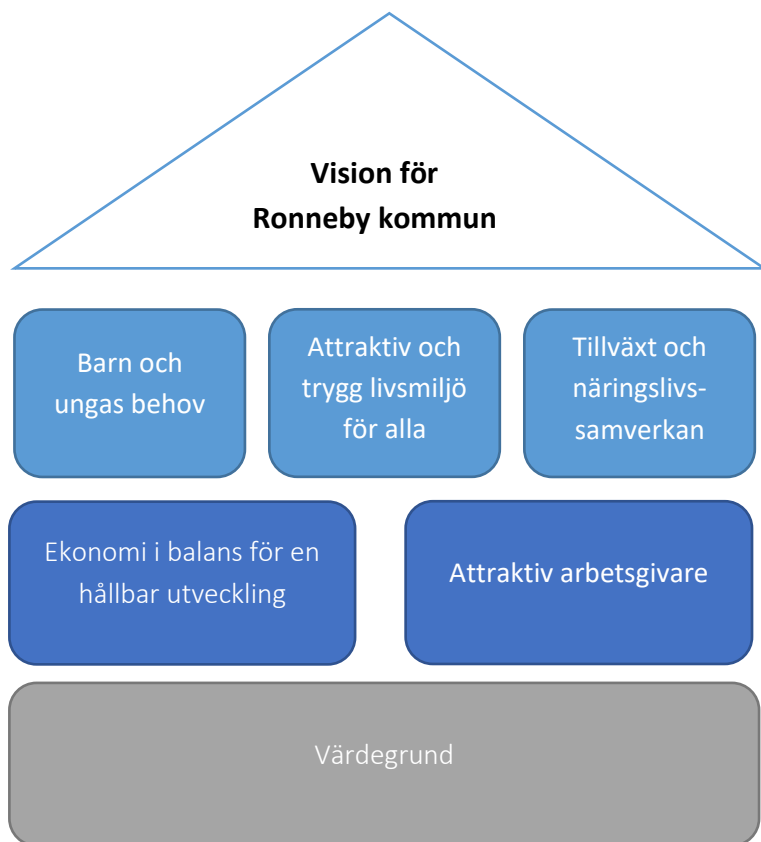 Vision för
Ronneby kommun
Barn och
ungas behov
Attraktiv och
trygg livsmiljö
för alla
Tillväxt och
näringslivs-
samverkan
Ekonomi i balans för en
hållbar utveckling
Attraktiv arbetsgivare
Värdegrund